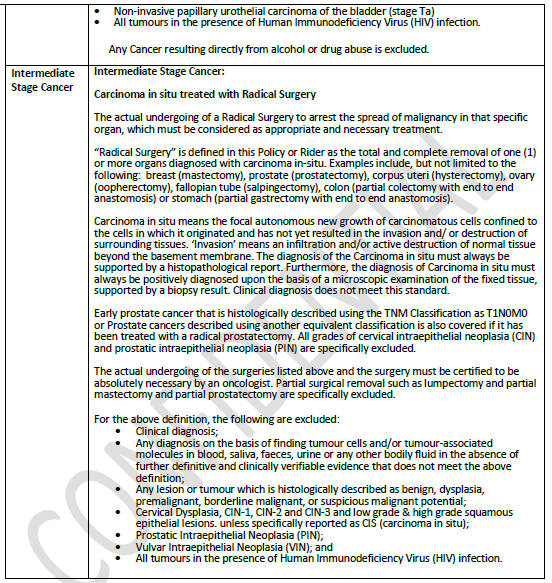 • Non-invasive papillary urothelial carcinoma of the bladder (stage Ta)
• All tumours in the presence of Human Immunodeficiency Virus (HIV) infection.
Any Cancer resulting directly from alcohol or drug abuse is excluded.
Intermediate
Stage Cancer
Intermediate Stage Cancer:
Carcinoma in situ treated with Radical Surgery
The actual undergoing of a Radical Surgery to arrest the spread of malignancy in that specific
organ, which must be considered as appropriate and necessary treatment.
“Radical Surgery” is defined in this Policy or Rider as the total and complete removal of one (1)
or more organs diagnosed with carcinoma in-situ. Examples include, but not limited to the
following: breast (mastectomy), prostate (prostatectomy), corpus uteri (hysterectomy), ovary
(oopherectomy), fallopian tube (salpingectomy), colon (partial colectomy with end to end
anastomosis) or stomach (partial gastrectomy with end to end anastomosis).
Carcinoma in situ means the focal autonomous new growth of carcinomatous cells confined to
the cells in which it originated and has not yet resulted in the invasion and/ or destruction of
surrounding tissues. ‘Invasion’ means an infiltration and/or active destruction of normal tissue
beyond the basement membrane. The diagnosis of the Carcinoma in situ must always be
supported by a histopathological report. Furthermore, the diagnosis of Carcinoma in situ must
always be positively diagnosed upon the basis of a microscopic examination of the fixed tissue,
supported by a biopsy result. Clinical diagnosis does not meet this standard.
Early prostate cancer that is histologically described using the TNM Classification as T1N0M0
or Prostate cancers described using another equivalent classification is also covered if it has
been treated with a radical prostatectomy. All grades of cervical intraepithelial neoplasia (CIN)
and prostatic intraepithelial neoplasia (PIN) are specifically excluded.
The actual undergoing of the surgeries listed above and the surgery must be certified to be
absolutely necessary by an oncologist. Partial surgical removal such as lumpectomy and partial
mastectomy and partial prostatectomy are specifically excluded.
For the above definition, the following are excluded:
• Clinical diagnosis;
• Any diagnosis on the basis of finding tumour cells and/or tumour-associated
molecules in blood, saliva, faeces, urine or any other bodily fluid in the absence of
further definitive and clinically verifiable evidence that does not meet the above
definition;
• Any lesion or tumour which is histologically described as benign, dysplasia,
premalignant, borderline malignant, or suspicious malignant potential;
• Cervical Dysplasia, CIN-1, CIN-2 and CIN-3 and low grade & high grade squamous
epithelial lesions. unless specifically reported as CIS (carcinoma in situ);
• Prostatic Intraepithelial Neoplasia (PIN);
• Vulvar Intraepithelial Neoplasia (VIN); and
• All tumours in the presence of Human Immunodeficiency Virus (HIV) infection.
CONFIDENTIAL